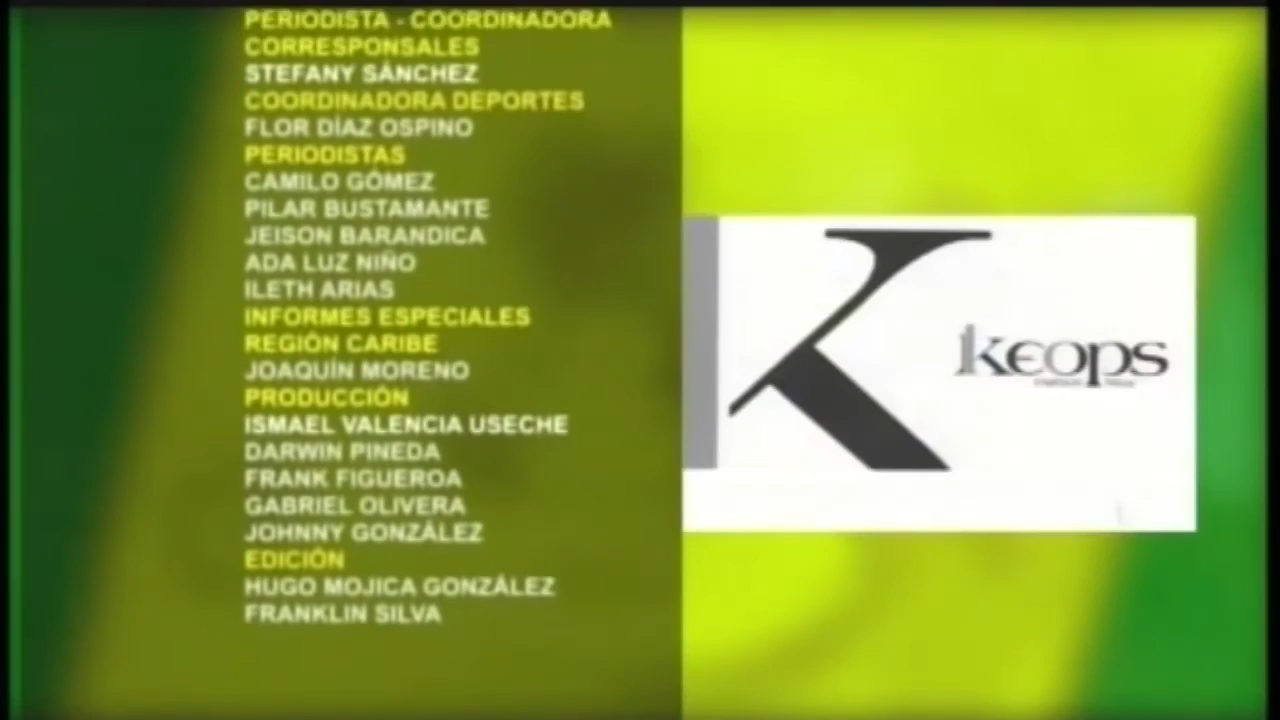 PERIODISTA - COORDINADORA
CORRESPONSALES
STEFANY SÁNCHEZ
COORDINADORA DEPORTES
FLOR DÍAZ OSPINO
PERIODISTAS
CAMILO GÓMEZ
PILAR BUSTAMANTE
JEISON BARANDICA
ADA LUZ NIÑO
ILETH ARIAS
INFORMES ESPECIALES
REGIÓN CARIBE
JOAQUÍN MORENO
PRODUCCIÓN
ISMAEL VALENCIA USECHE
DARWIN PINEDA
FRANK FIGUEROA
GABRIEL OLIVERA
JOHNNY GONZÁLEZ
EDICIÓN
HUGO MOJICA GONZÁLEZ
FRANKLIN SILVA
K
keops